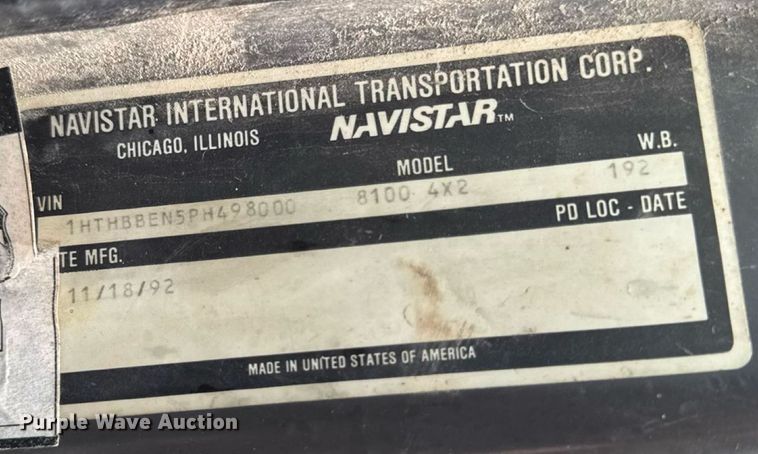 NAVISTAR INTERNATIONAL TRANSPORTATION CORP.
CHICAGO, ILLINOIS NAVISTAR™
VIN MODEL W.B.
1HTHBBEN5PH498000 8100 4X2 192
TE MFG. PD LOC - DATE
11/18/92
MADE IN UNITED STATES OF AMERICA
Purple Wave Auction